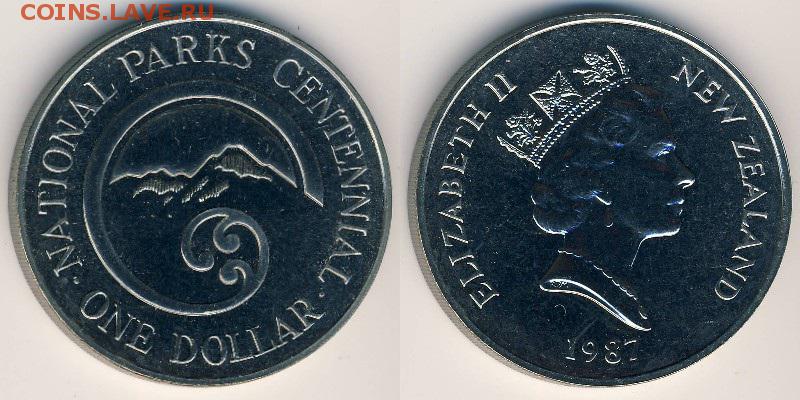 COINS.LAVE.RU
· NATIONAL PARKS CENTENNIAL ·
ONE DOLLAR
ELIZABETH II
NEW ZEALAND
1987